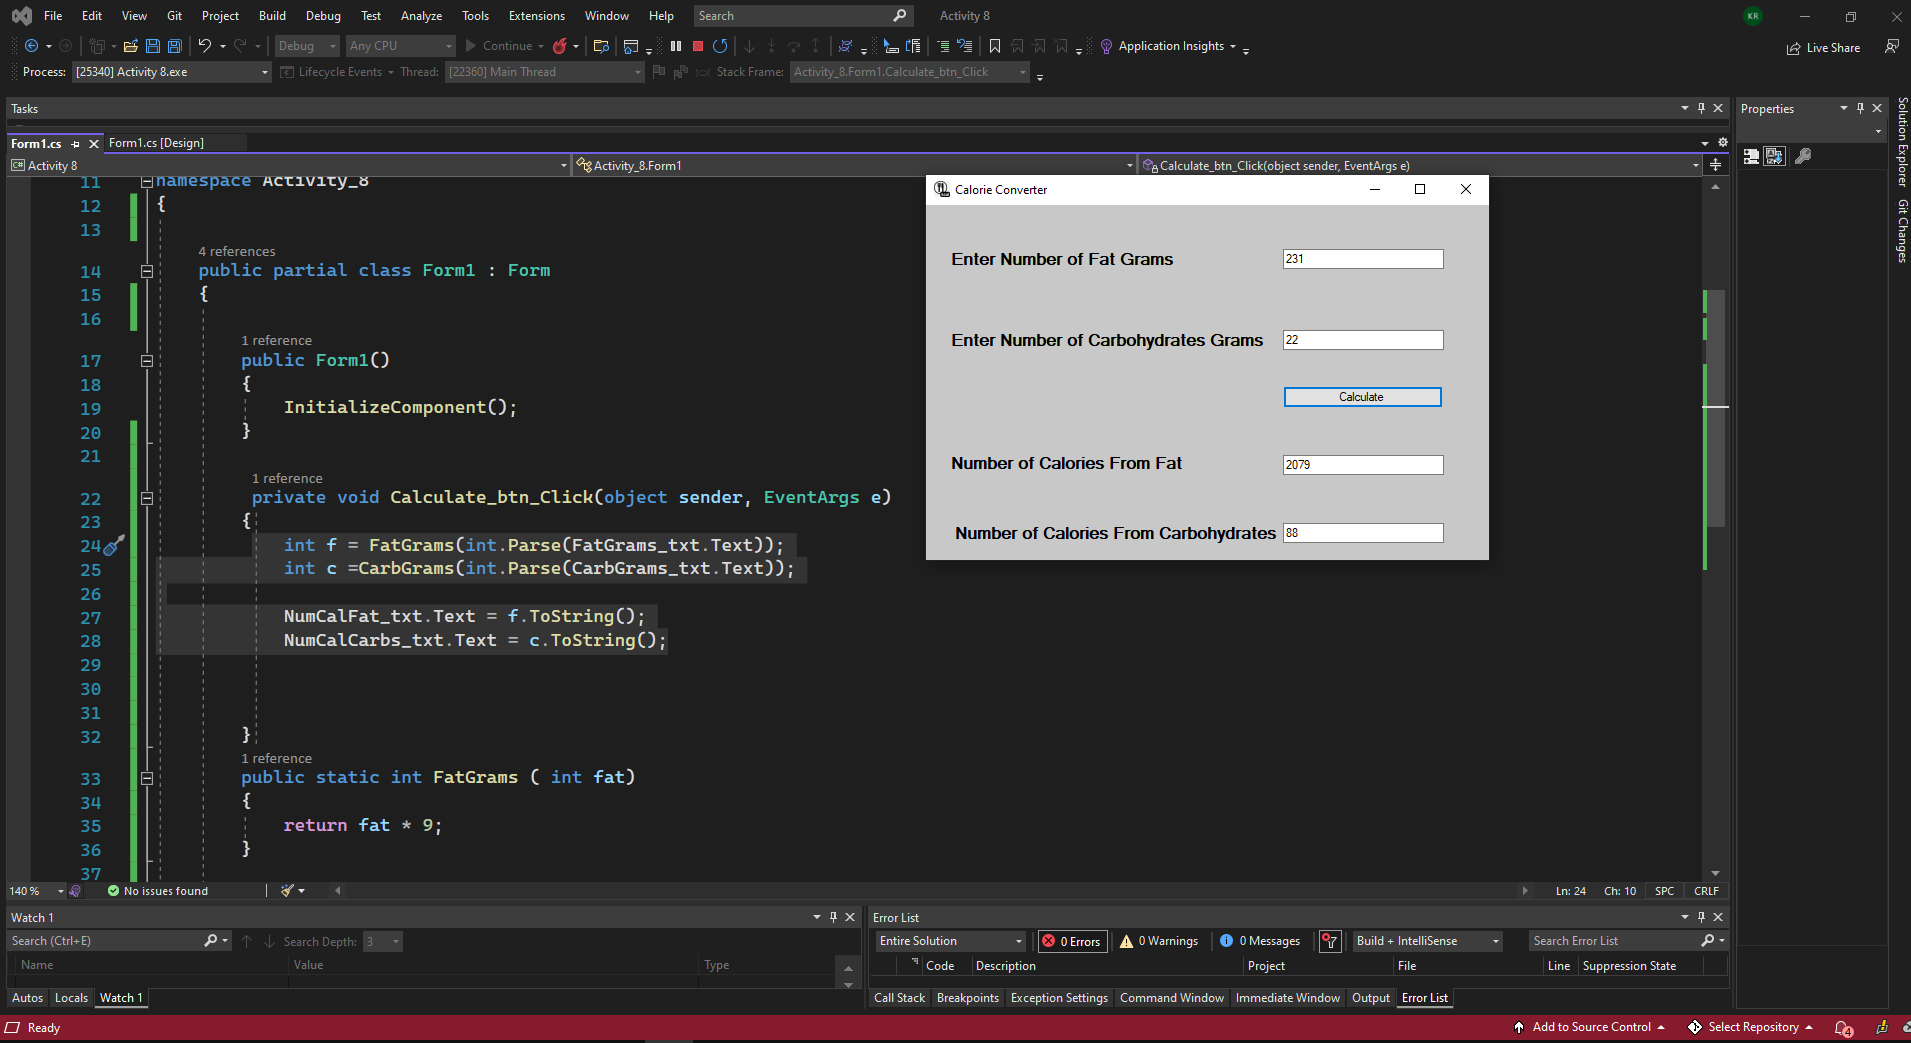 File Edit View Git Project Build Debug Test Analyze Tools Extensions Window Help Search Activity 8 KR
Debug Any CPU Continue Application Insights Live Share
Process: [25340] Activity 8.exe Lifecycle Events Thread: [22360] Main Thread Stack Frame: Activity_8.Form1.Calculate_btn_Click
Tasks
Properties
Solution Explorer
Git Changes
Form1.cs Form1.cs [Design]
C# Activity 8 Activity_8.Form1 Calculate_btn_Click(object sender, EventArgs e)
11 namespace Activity_8
12 {
13
4 references
14 public partial class Form1 : Form
15 {
16
1 reference
17 public Form1()
18 {
19 InitializeComponent();
20 }
21
1 reference
22 private void Calculate_btn_Click(object sender, EventArgs e)
23 {
24 int f = FatGrams(int.Parse(FatGrams_txt.Text));
25 int c =CarbGrams(int.Parse(CarbGrams_txt.Text));
26
27 NumCalFat_txt.Text = f.ToString();
28 NumCalCarbs_txt.Text = c.ToString();
29
30
31
32 }
1 reference
33 public static int FatGrams ( int fat)
34 {
35 return fat * 9;
36 }
37
Calorie Converter
Enter Number of Fat Grams 231
Enter Number of Carbohydrates Grams 22
Calculate
Number of Calories From Fat 2079
Number of Calories From Carbohydrates 88
140 % No issues found Ln: 24 Ch: 10 SPC CRLF
Watch 1
Search (Ctrl+E) Search Depth: 3
Name Value Type
Autos Locals Watch 1
Error List
Entire Solution 0 Errors 0 Warnings 0 Messages Build + IntelliSense Search Error List
Code Description Project File Line Suppression State
Call Stack Breakpoints Exception Settings Command Window Immediate Window Output Error List
Ready Add to Source Control Select Repository 4